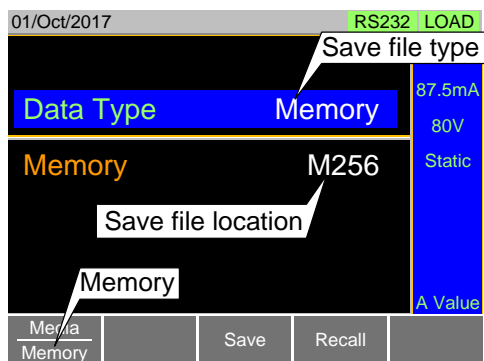 01/Oct/2017 RS232 LOAD
Save file type
Data Type Memory
87.5mA
80V
Memory M256
Static
Save file location
Memory
A Value
Media
Memory
Save
Recall